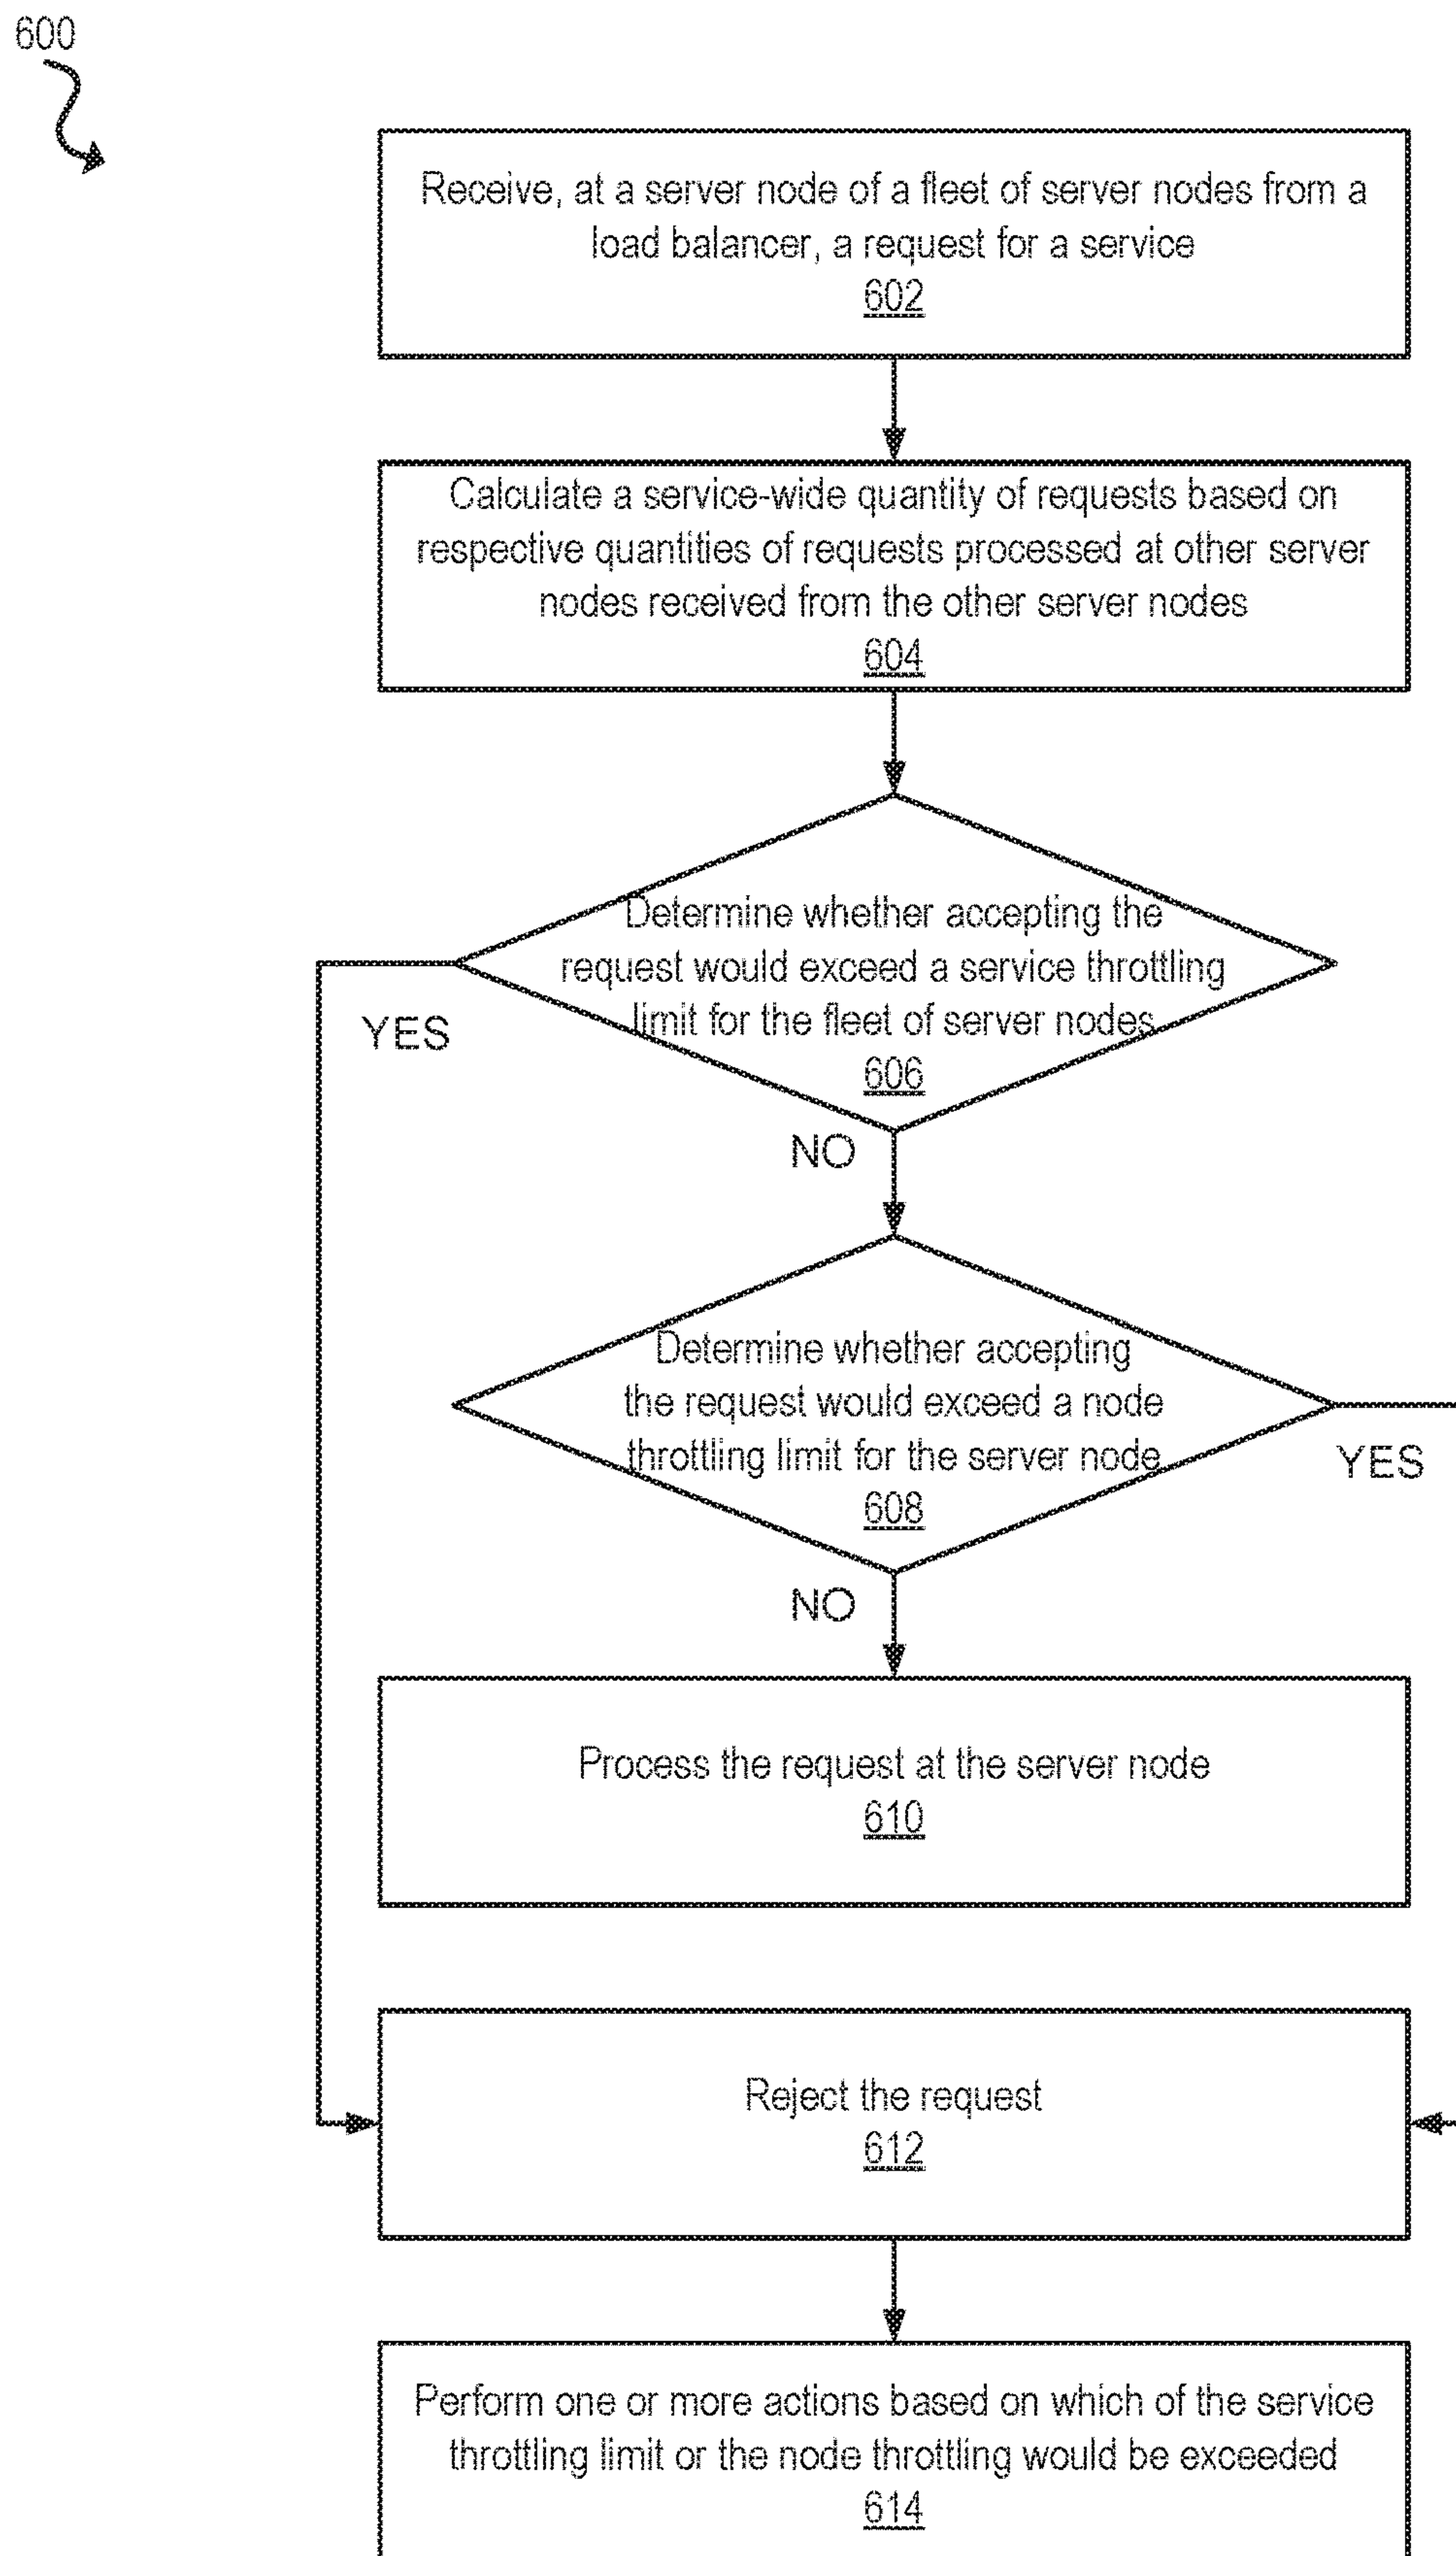 600
Receive, at a server node of a fleet of server nodes from a
load balancer, a request for a service
602
Calculate a service-wide quantity of requests based on
respective quantities of requests processed at other server
nodes received from the other server nodes
604
Determine whether accepting the
request would exceed a service throttling
limit for the fleet of server nodes
606
YES
NO
Determine whether accepting
the request would exceed a node
throttling limit for the server node
608
YES
NO
Process the request at the server node
610
Reject the request
612
Perform one or more actions based on which of the service
throttling limit or the node throttling would be exceeded
614